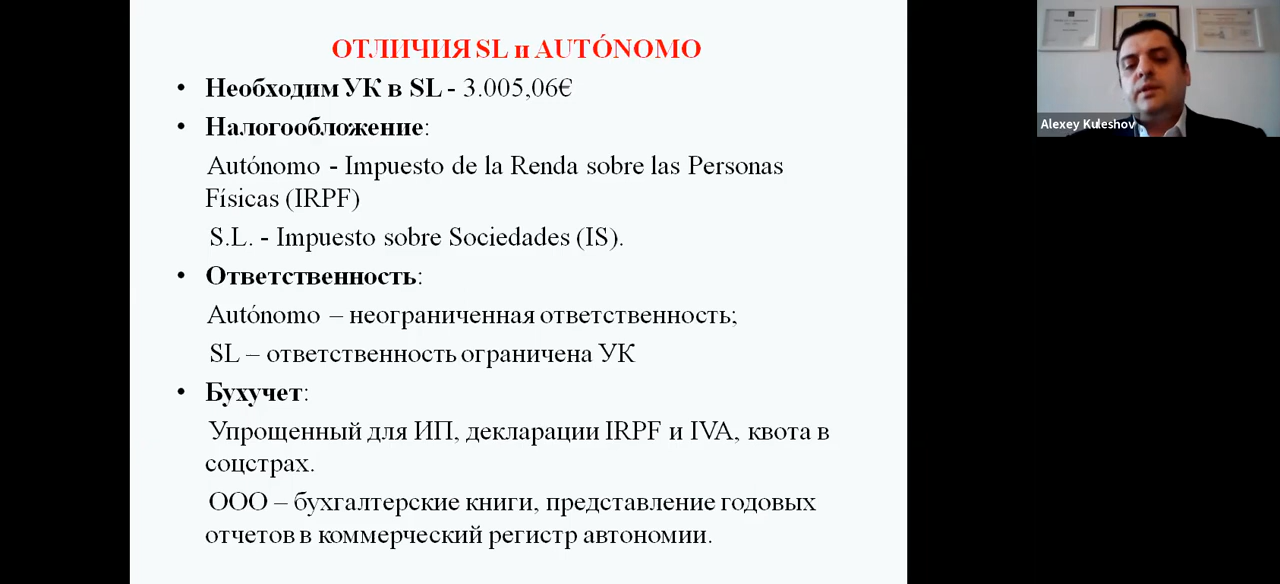 ОТЛИЧИЯ SL и AUTÓNOMO
• Необходим УК в SL - 3.005,06€
• Налогообложение:
Autónomo - Impuesto de la Renda sobre las Personas
Físicas (IRPF)
S.L. - Impuesto sobre Sociedades (IS).
• Ответственность:
Autónomo – неограниченная ответственность;
SL – ответственность ограничена УК
• Бухучет:
Упрощенный для ИП, декларации IRPF и IVA, квота в
соцстрах.
ООО – бухгалтерские книги, представление годовых
отчетов в коммерческий регистр автономии.
Alexey Kuleshov